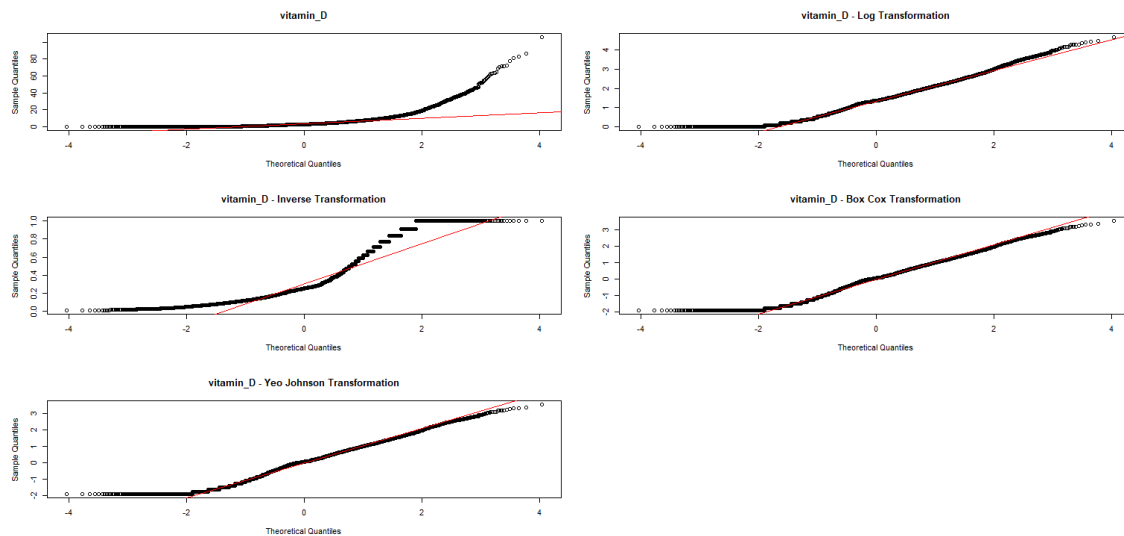 vitamin_D
Sample Quantiles
0 20 40 60 80
-4 -2 0 2 4
Theoretical Quantiles
vitamin_D - Log Transformation
Sample Quantiles
0 1 2 3 4
-4 -2 0 2 4
Theoretical Quantiles
vitamin_D - Inverse Transformation
Sample Quantiles
0.0 0.2 0.4 0.6 0.8 1.0
-4 -2 0 2 4
Theoretical Quantiles
vitamin_D - Box Cox Transformation
Sample Quantiles
-2 -1 0 1 2 3
-4 -2 0 2 4
Theoretical Quantiles
vitamin_D - Yeo Johnson Transformation
Sample Quantiles
-2 -1 0 1 2 3
-4 -2 0 2 4
Theoretical Quantiles